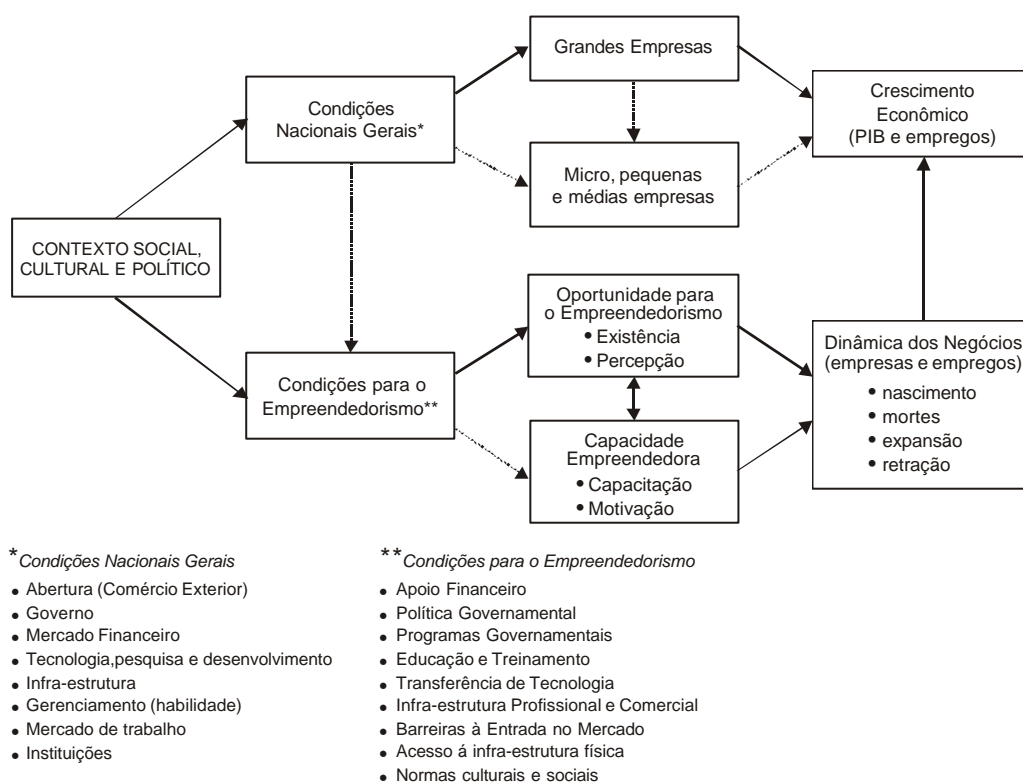 Grandes Empresas
Condições
Nacionais Gerais*
Crescimento
Econômico
(PIB e empregos)
Micro, pequenas
e médias empresas
CONTEXTO SOCIAL,
CULTURAL E POLÍTICO
Oportunidade para
o Empreendedorismo
• Existência
• Percepção
Condições para o
Empreendedorismo**
Dinâmica dos Negócios
(empresas e empregos)
• nascimento
• mortes
• expansão
• retração
Capacidade
Empreendedora
• Capacitação
• Motivação
*Condições Nacionais Gerais
• Abertura (Comércio Exterior)
• Governo
• Mercado Financeiro
• Tecnologia,pesquisa e desenvolvimento
• Infra-estrutura
• Gerenciamento (habilidade)
• Mercado de trabalho
• Instituições
**Condições para o Empreendedorismo
• Apoio Financeiro
• Política Governamental
• Programas Governamentais
• Educação e Treinamento
• Transferência de Tecnologia
• Infra-estrutura Profissional e Comercial
• Barreiras à Entrada no Mercado
• Acesso á infra-estrutura física
• Normas culturais e sociais